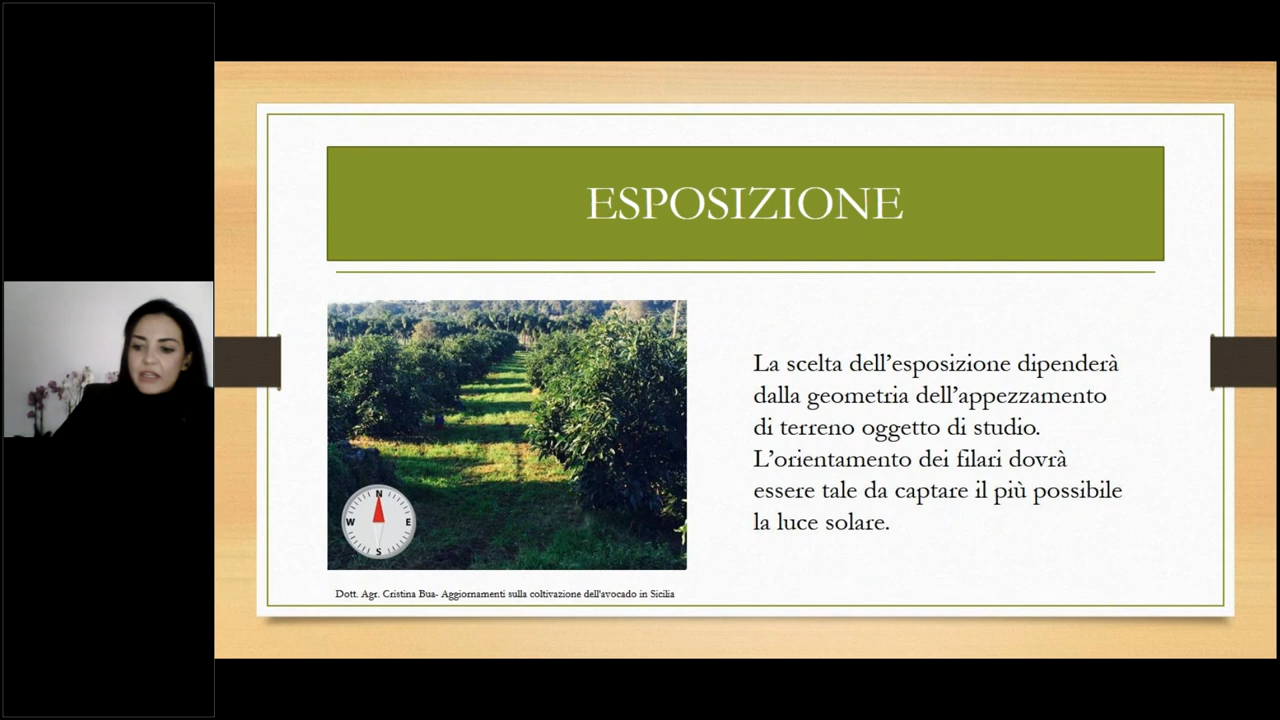 ESPOSIZIONE
La scelta dell’esposizione dipenderà
dalla geometria dell’appezzamento
di terreno oggetto di studio.
L’orientamento dei filari dovrà
essere tale da captare il più possibile
la luce solare.
N
W E
S
Dott. Agr. Cristina Bua- Aggiornamenti sulla coltivazione dell'avocado in Sicilia